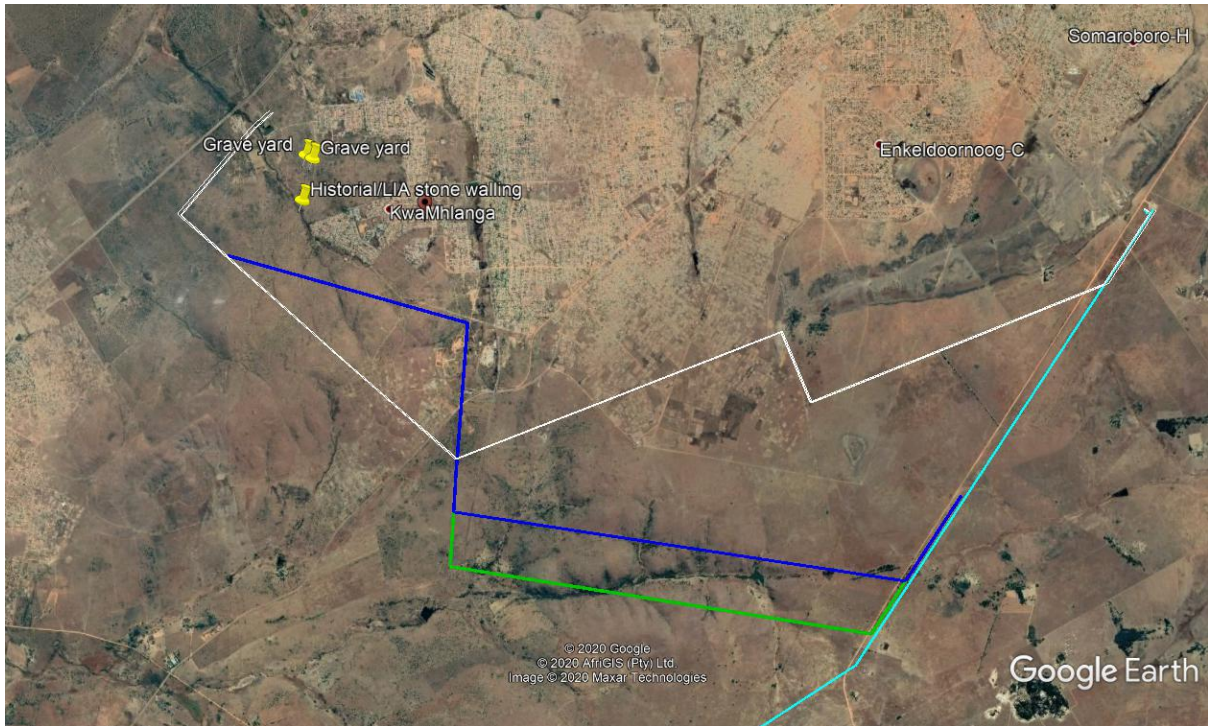 Somaroboro-H
Grave yard
Grave yard
Enkeldoornoog-C
Historial/LIA stone walling
KwaMhlanga
© 2020 Google
© 2020 AfriGIS (Pty) Ltd.
Image © 2020 Maxar Technologies
Google Earth